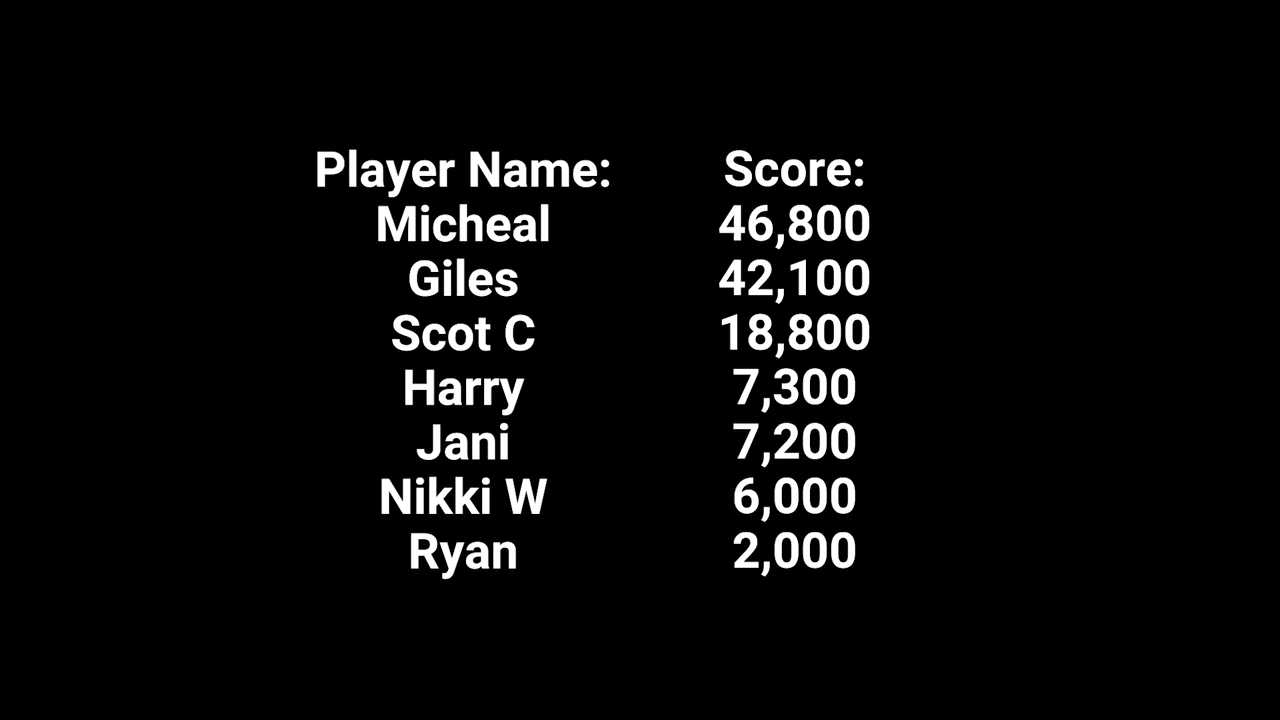 Player Name: Score:
Micheal 46,800
Giles 42,100
Scot C 18,800
Harry 7,300
Jani 7,200
Nikki W 6,000
Ryan 2,000